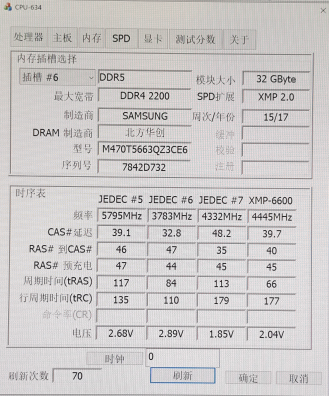 CPU-634
处理器 主板 内存 SPD 显卡 测试分数 关于
内存插槽选择
插槽 #6 DDR5 模块大小 32 GByte
最大宽带 DDR4 2200 SPD扩展 XMP 2.0
制造商 SAMSUNG 周次/年份 15/17
DRAM 制造商 北方华创 缓冲
型号 M470T5663QZ3CE6 校验
序列号 7842D732 注册
时序表
JEDEC #5 JEDEC #6 JEDEC #7 XMP-6600
频率 5795MHz 3783MHz 4332MHz 4445MHz
CAS#延迟 39.1 32.8 48.2 39.7
RAS# 到CAS# 46 47 35 40
RAS# 预充电 47 44 45 45
周期时间(tRAS) 117 84 113 66
行周期时间(tRC) 135 110 179 177
命令率(CR)
电压 2.68V 2.89V 1.85V 2.04V
时钟 0
刷新次数 70 刷新 确定 取消